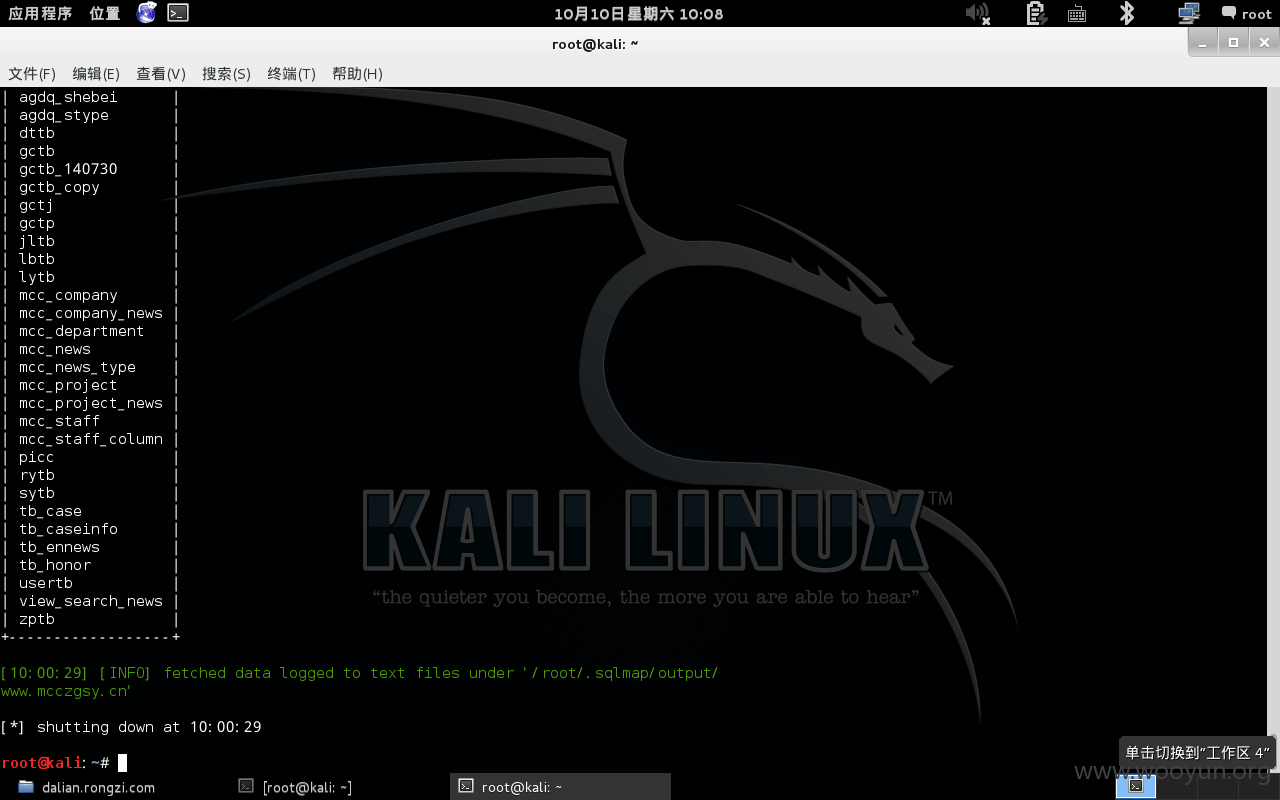 应用程序 位置 10月10日星期六 10:08 root
root@kali: ~
文件(F) 编辑(E) 查看(V) 搜索(S) 终端(T) 帮助(H)
| agdq_shebei |
| agdq_stype |
| dttb |
| gctb |
| gctb_140730 |
| gctb_copy |
| gctj |
| gctp |
| jltb |
| lbtb |
| lytb |
| mcc_company |
| mcc_company_news |
| mcc_department |
| mcc_news |
| mcc_news_type |
| mcc_project |
| mcc_project_news |
| mcc_staff |
| mcc_staff_column |
| picc |
| rytb |
| sytb |
| tb_case |
| tb_caseinfo |
| tb_ennews |
| tb_honor |
| usertb |
| view_search_news |
| zptb |
+------------------+
KALI LINUX™
“the quieter you become, the more you are able to hear”
[10:00:29] [INFO] fetched data logged to text files under '/root/.sqlmap/output/
www.mcczgsy.cn'
[*] shutting down at 10:00:29
root@kali:~#
单击切换到“工作区 4”
www.wooyun.org
dalian.rongzi.com [root@kali: ~] root@kali: ~